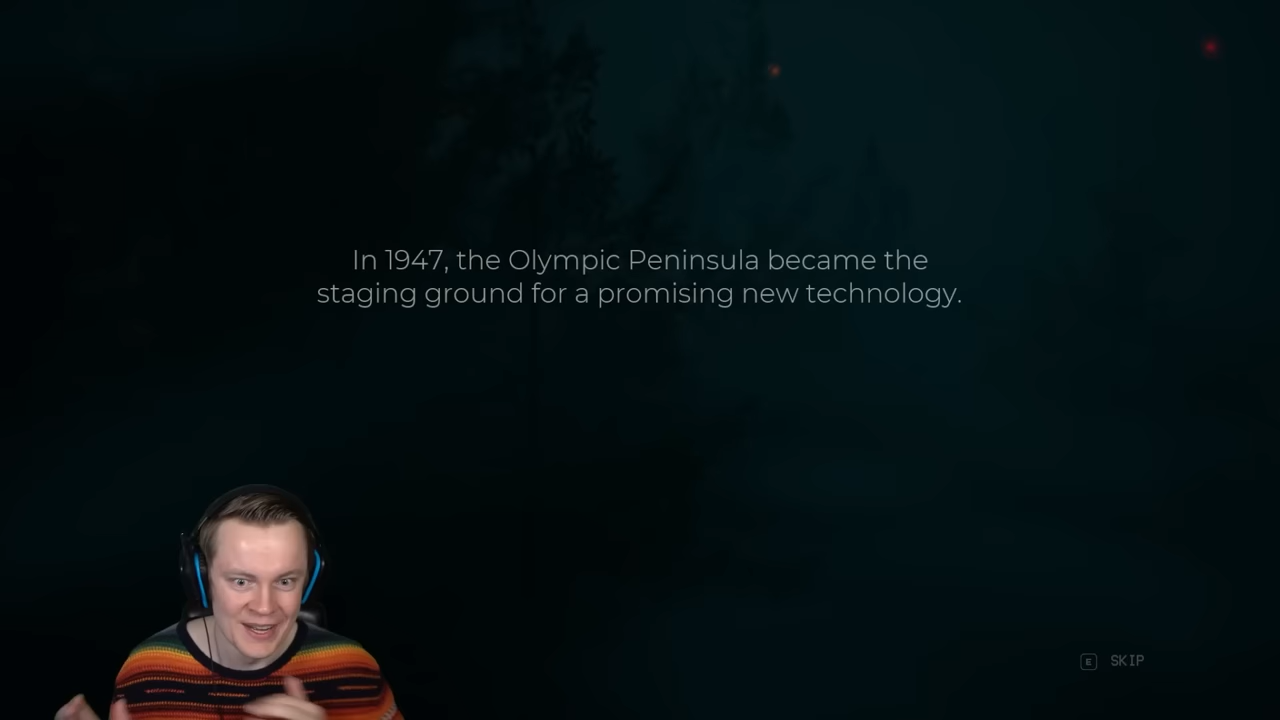 In 1947, the Olympic Peninsula became the
staging ground for a promising new technology.
E SKIP